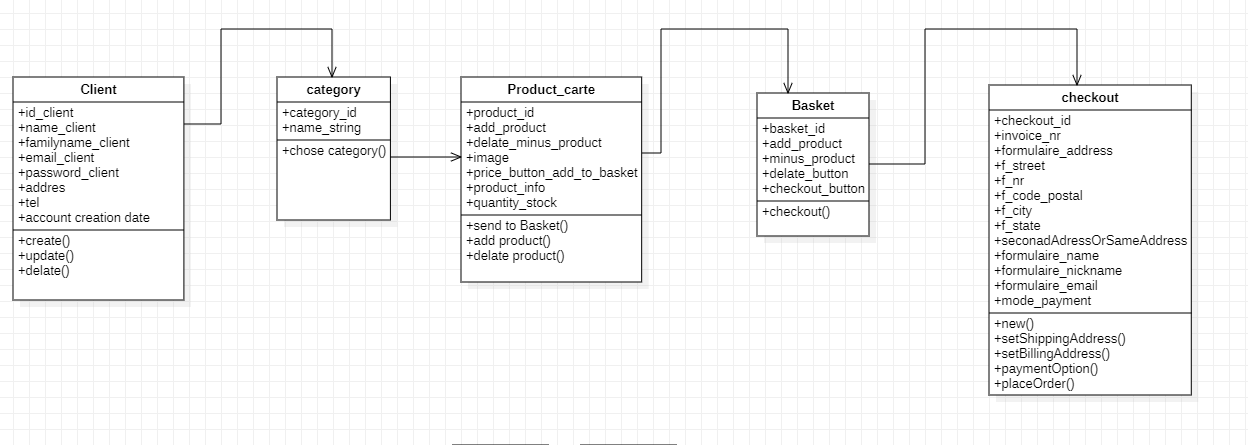 Client
+id_client
+name_client
+familyname_client
+email_client
+password_client
+addres
+tel
+account creation date
+create()
+update()
+delate()
category
+category_id
+name_string
+chose category()
Product_carte
+product_id
+add_product
+delate_minus_product
+image
+price_button_add_to_basket
+product_info
+quantity_stock
+send to Basket()
+add product()
+delate product()
Basket
+basket_id
+add_product
+minus_product
+delate_button
+checkout_button
+checkout()
checkout
+checkout_id
+invoice_nr
+formulaire_address
+f_street
+f_nr
+f_code_postal
+f_city
+f_state
+seconadAdressOrSameAddress
+formulaire_name
+formulaire_nickname
+formulaire_email
+mode_payment
+new()
+setShippingAddress()
+setBillingAddress()
+paymentOption()
+placeOrder()